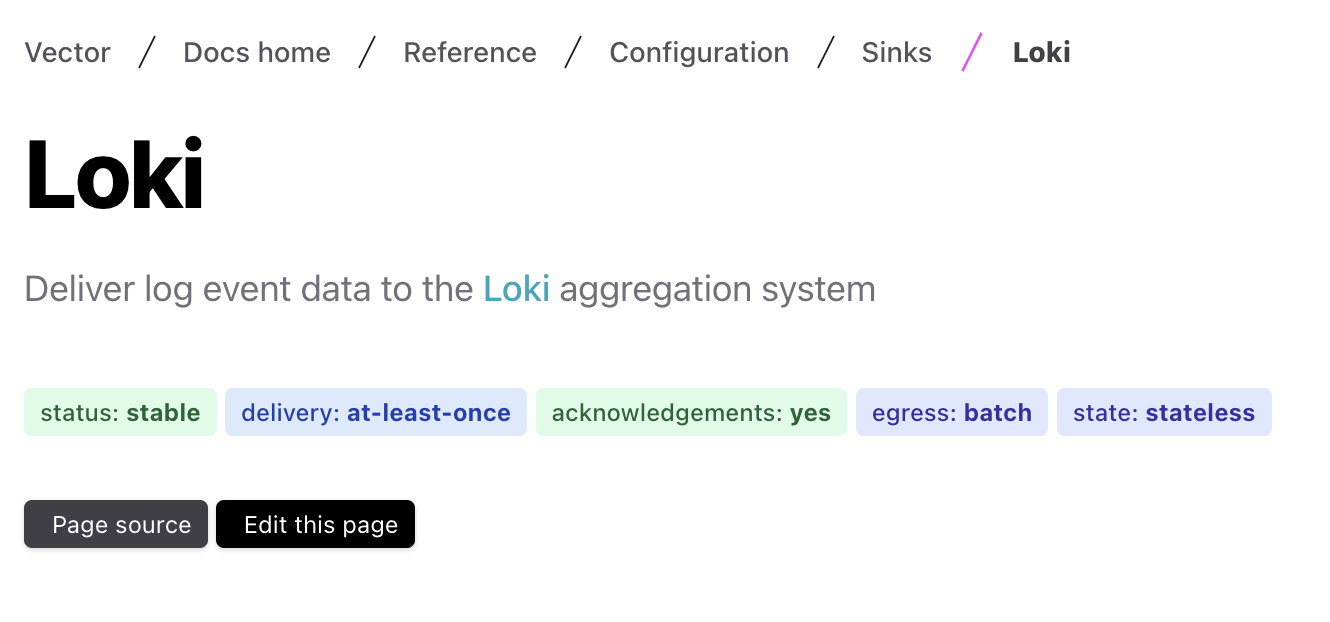 Vector / Docs home / Reference / Configuration / Sinks / Loki
Loki
Deliver log event data to the Loki aggregation system
status: stable delivery: at-least-once acknowledgements: yes egress: batch state: stateless
Page source Edit this page